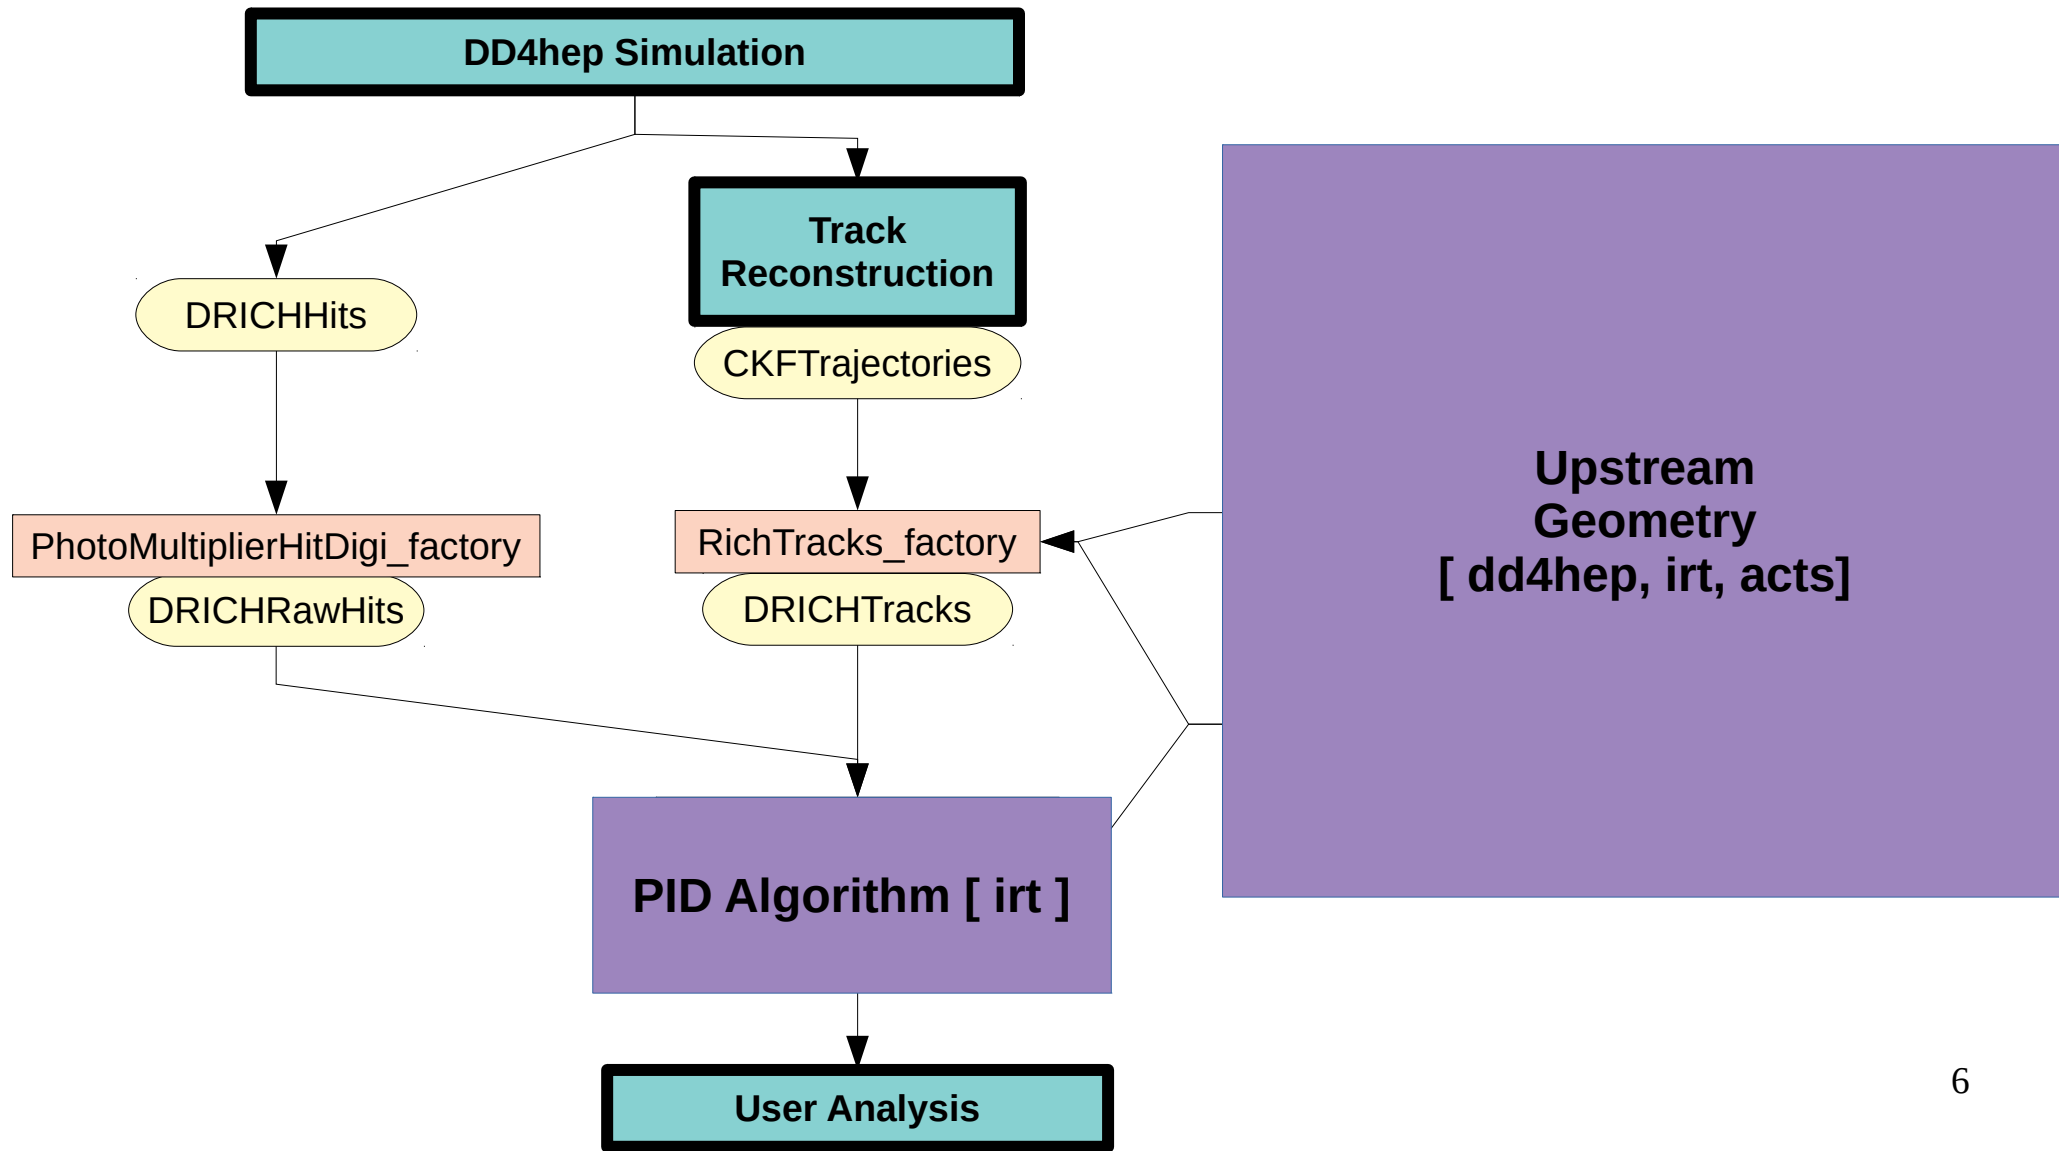 DD4hep Simulation
Track
Reconstruction
DRICHHits
CKFTrajectories
PhotoMultiplierHitDigi_factory
DRICHRawHits
RichTracks_factory
DRICHTracks
Upstream
Geometry
[ dd4hep, irt, acts]
PID Algorithm [ irt ]
User Analysis
6